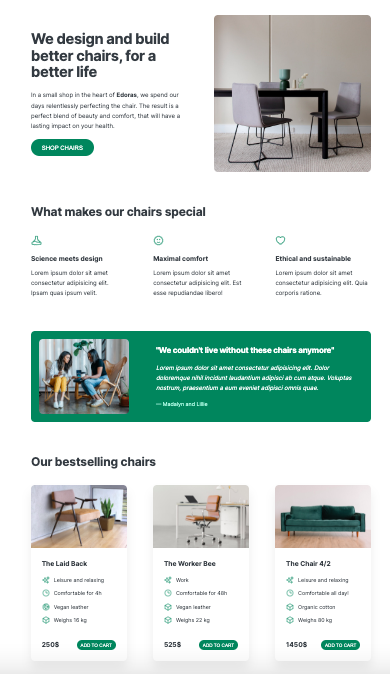 We design and build
better chairs, for a
better life
In a small shop in the heart of Edoras, we spend our
days relentlessly perfecting the chair. The result is a
perfect blend of beauty and comfort, that will have a
lasting impact on your health.
SHOP CHAIRS
What makes our chairs special
Science meets design
Lorem ipsum dolor sit amet
consectetur adipisicing elit.
Ipsam quas ipsum velit.
Maximal comfort
Lorem ipsum dolor sit amet
consectetur adipisicing elit. Est
esse repudiandae libero!
Ethical and sustainable
Lorem ipsum dolor sit amet
consectetur adipisicing elit. Quia
corporis ratione.
"We couldn't live without these chairs anymore"
Lorem ipsum dolor sit amet consectetur adipisicing elit. Dolor
doloremque nihil incidunt laudantium adipisci ab cum atque. Voluptas
nostrum, praesentium a eum eveniet adipisci omnis quae.
— Madelyn and Lillie
Our bestselling chairs
The Laid Back
Leisure and relaxing
Comfortable for 4h
Vegan leather
Weighs 16 kg
250$
ADD TO CART
The Worker Bee
Work
Comfortable for 48h
Vegan leather
Weighs 22 kg
525$
ADD TO CART
The Chair 4/2
Leisure and relaxing
Comfortable all day!
Organic cotton
Weighs 80 kg
1450$
ADD TO CART